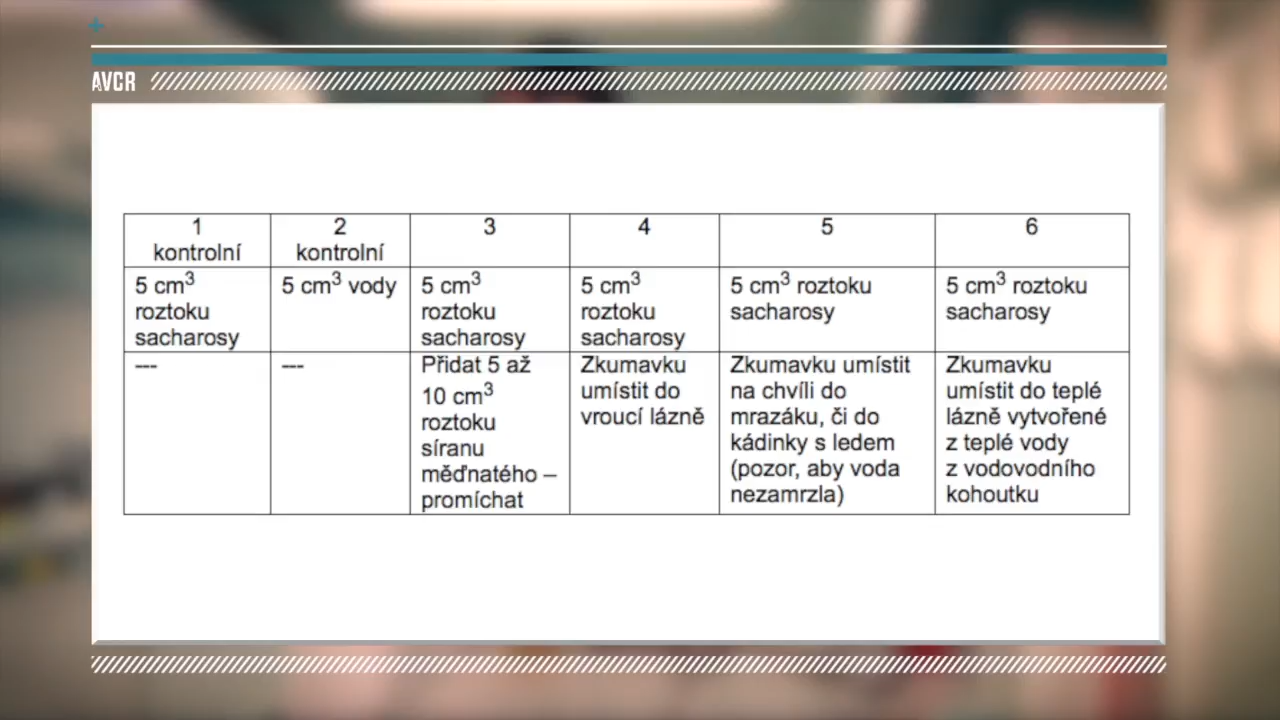 AVCR
1
kontrolní
2
kontrolní
3
4
5
6
5 cm3
roztoku
sacharosy
5 cm3 vody
5 cm3
roztoku
sacharosy
5 cm3
roztoku
sacharosy
5 cm3 roztoku
sacharosy
5 cm3 roztoku
sacharosy
---
---
Přidat 5 až
10 cm3
roztoku
síranu
měďnatého –
promíchat
Zkumavku
umístit do
vroucí lázně
Zkumavku umístit
na chvíli do
mrazáku, či do
kádinky s ledem
(pozor, aby voda
nezamrzla)
Zkumavku
umístit do teplé
lázně vytvořené
z teplé vody
z vodovodního
kohoutku